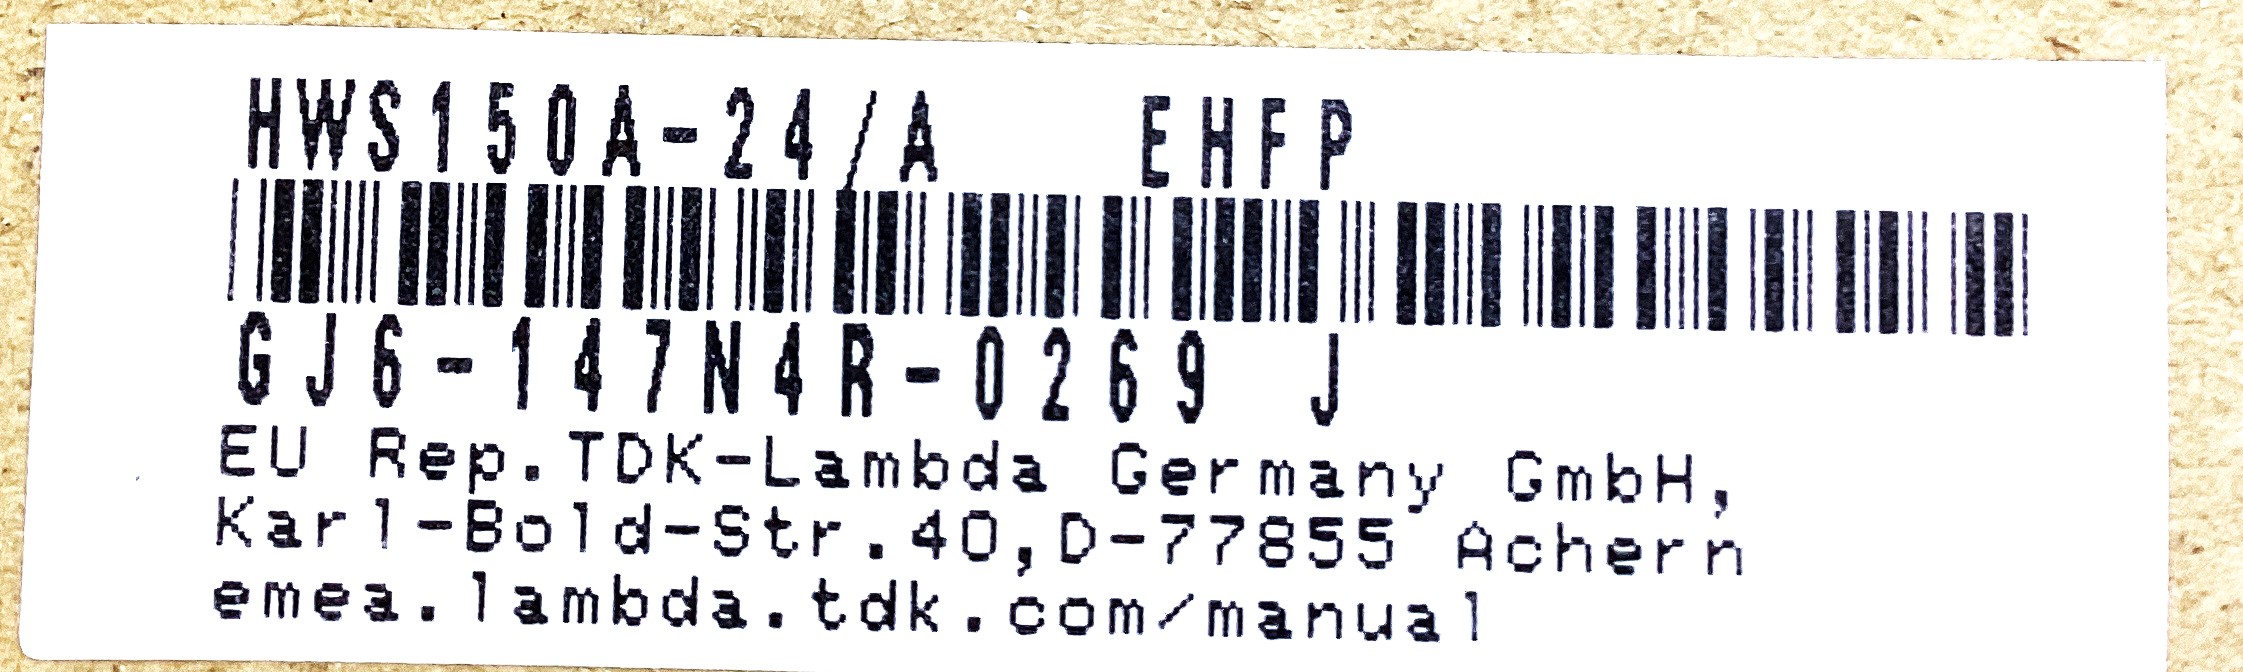 HWS150A-24/A EHFP
GJ6-147N4R-0269 J
EU Rep.TDK-Lambda Germany GmbH,
Karl-Bold-Str.40,D-77855 Achern
emea.lambda.tdk.com/manual